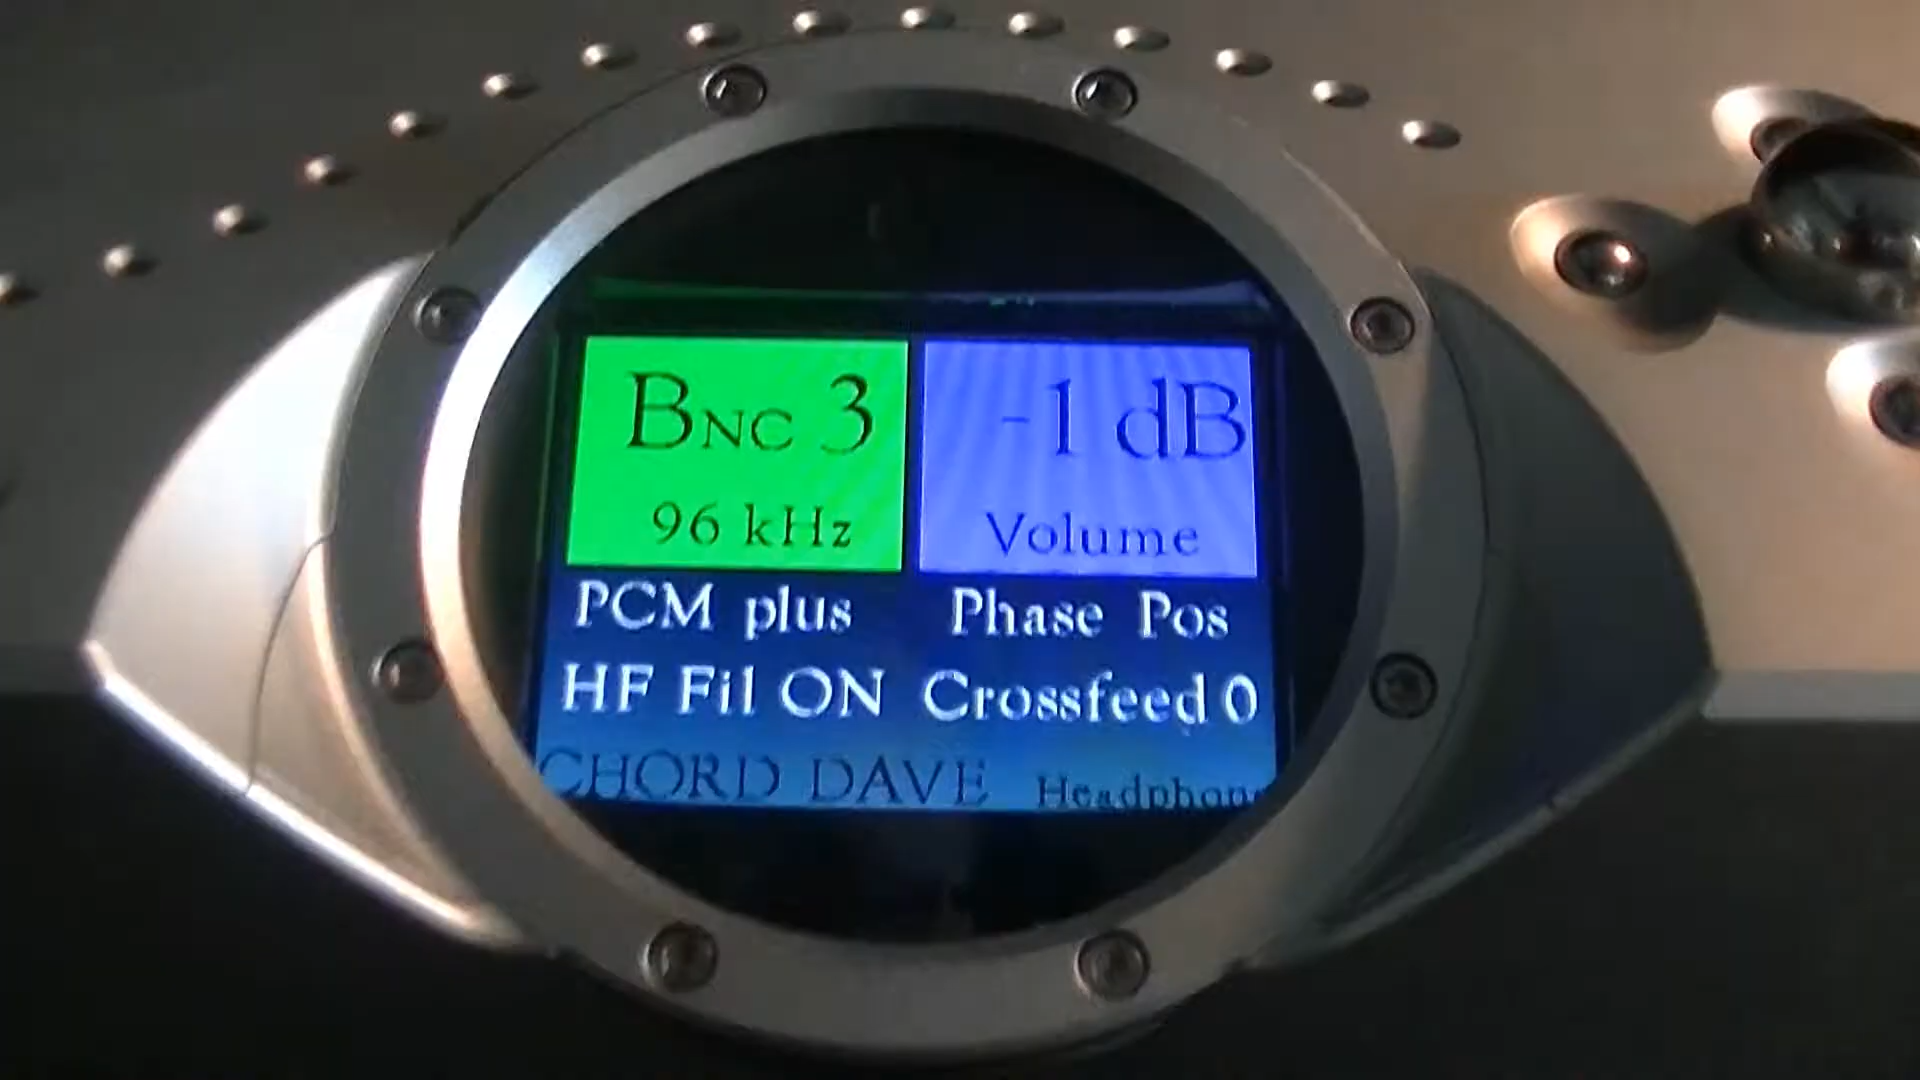 BNC 3
96 kHz
-1 dB
Volume
PCM plus Phase Pos
HF Fil ON Crossfeed 0
CHORD DAVE